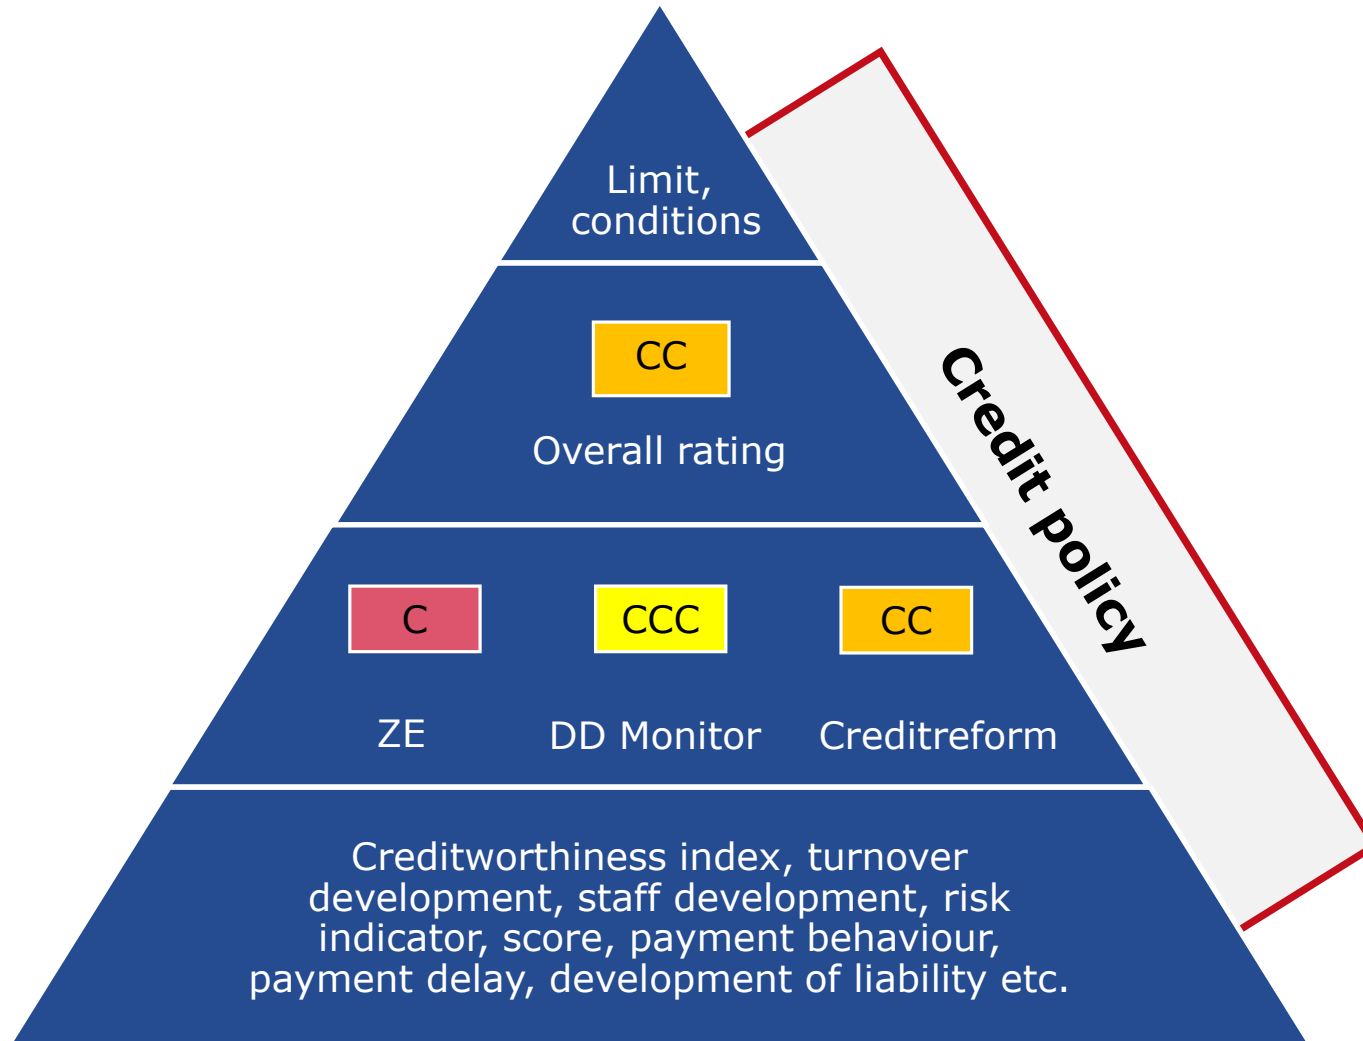 Limit,
conditions
CC
Overall rating
C
CCC
CC
ZE
DD Monitor
Creditreform
Creditworthiness index, turnover
development, staff development, risk
indicator, score, payment behaviour,
payment delay, development of liability etc.
Credit policy